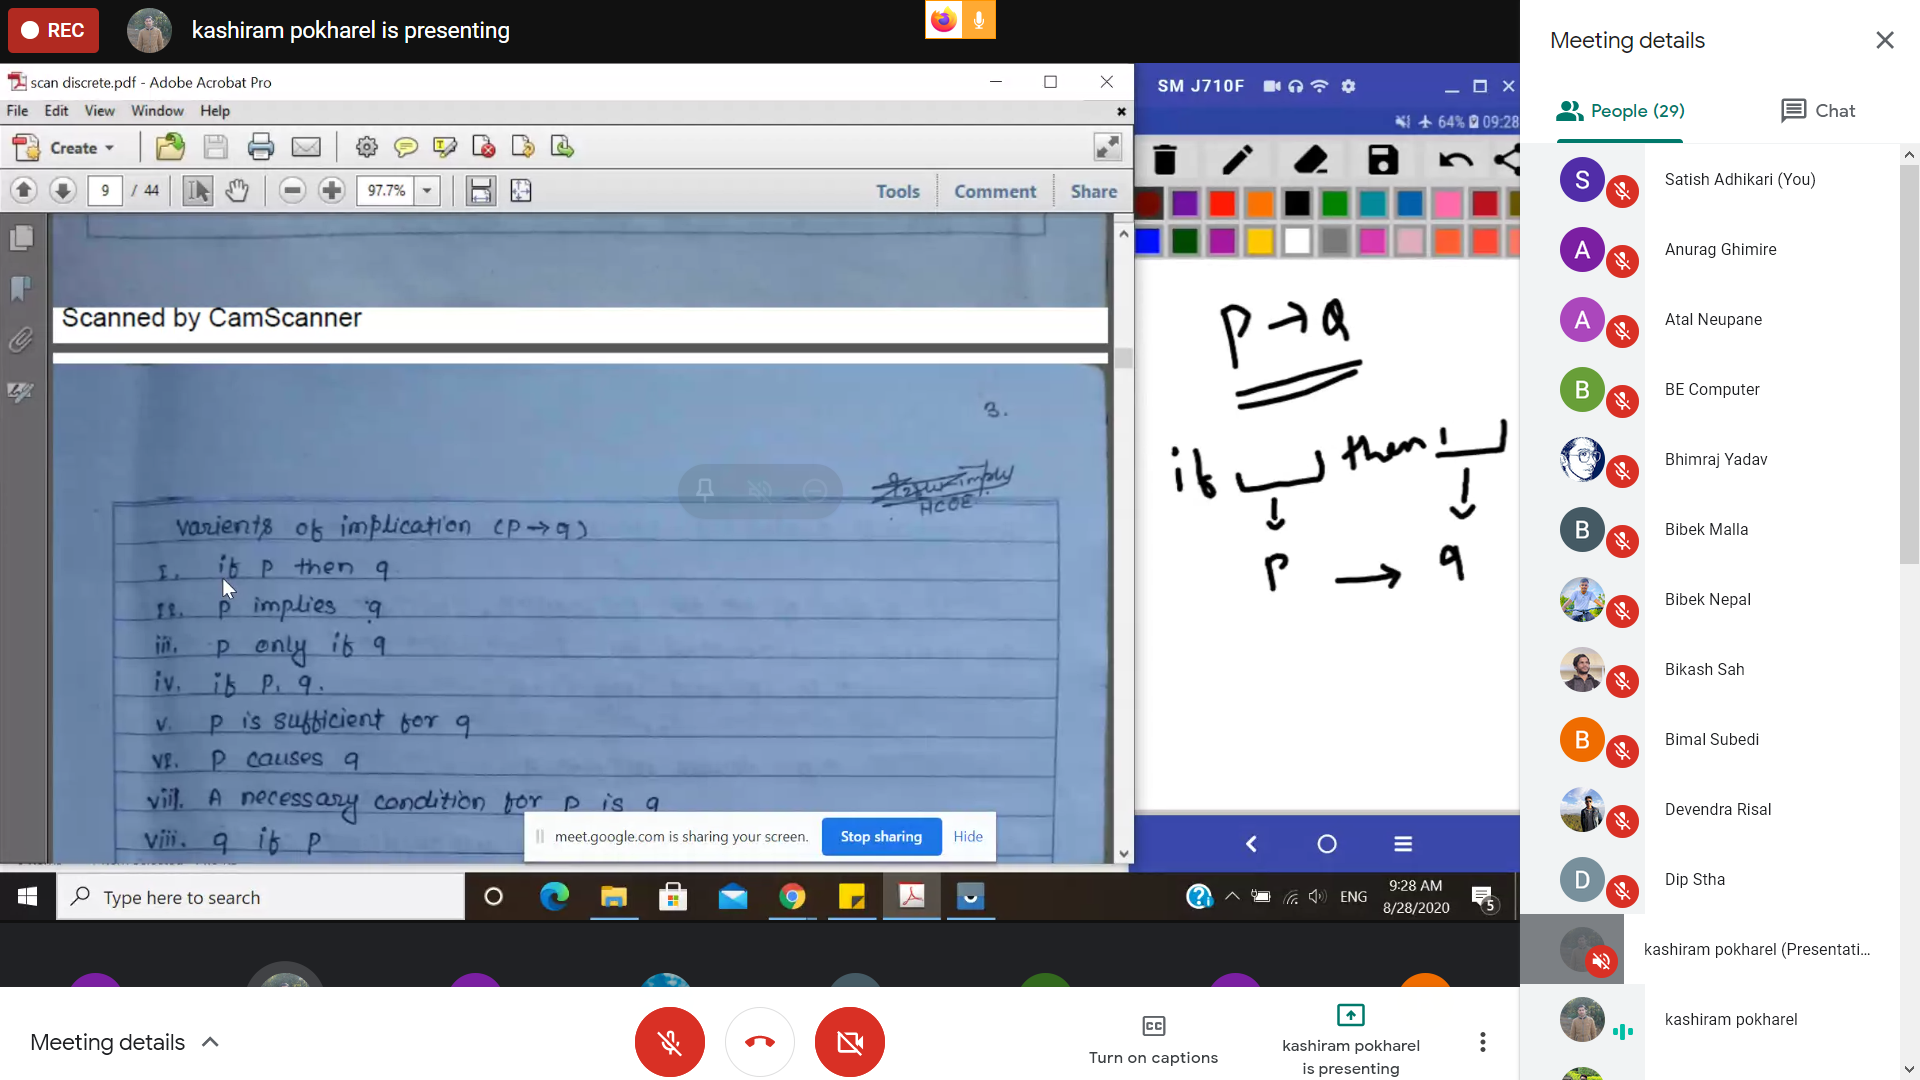 REC
kashiram pokharel is presenting
scan discrete.pdf - Adobe Acrobat Pro
File Edit View Window Help
Create
9 / 44
97.7%
Tools Comment Share
Scanned by CamScanner
3.
HCOE
Varients of implication (P → q)
I. if p then q
II. p implies q
iii. p only if q
iv. if P, q.
v. p is sufficient for q
VI. P causes q
viii. A necessary condition for p is q
viii. q if p
meet.google.com is sharing your screen. Stop sharing Hide
SM J710F
64% 09:28
P → Q
if then
P → q
Type here to search
ENG
9:28 AM
8/28/2020
5
Meeting details
Turn on captions
kashiram pokharel
is presenting
Meeting details
People (29)
Chat
S Satish Adhikari (You)
A Anurag Ghimire
A Atal Neupane
B BE Computer
Bhimraj Yadav
B Bibek Malla
Bibek Nepal
Bikash Sah
B Bimal Subedi
Devendra Risal
D Dip Stha
kashiram pokharel (Presentati...
kashiram pokharel